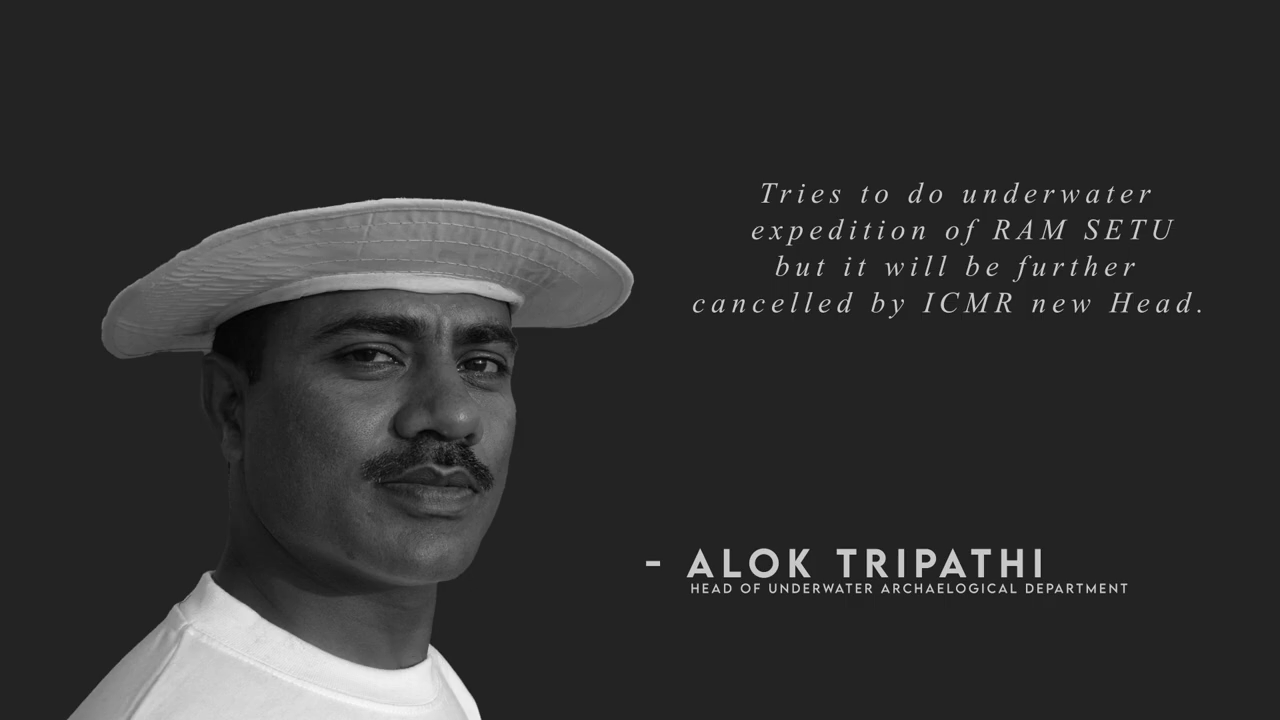 Tries to do underwater
expedition of RAM SETU
but it will be further
cancelled by ICMR new Head.
- ALOK TRIPATHI
HEAD OF UNDERWATER ARCHAELOGICAL DEPARTMENT